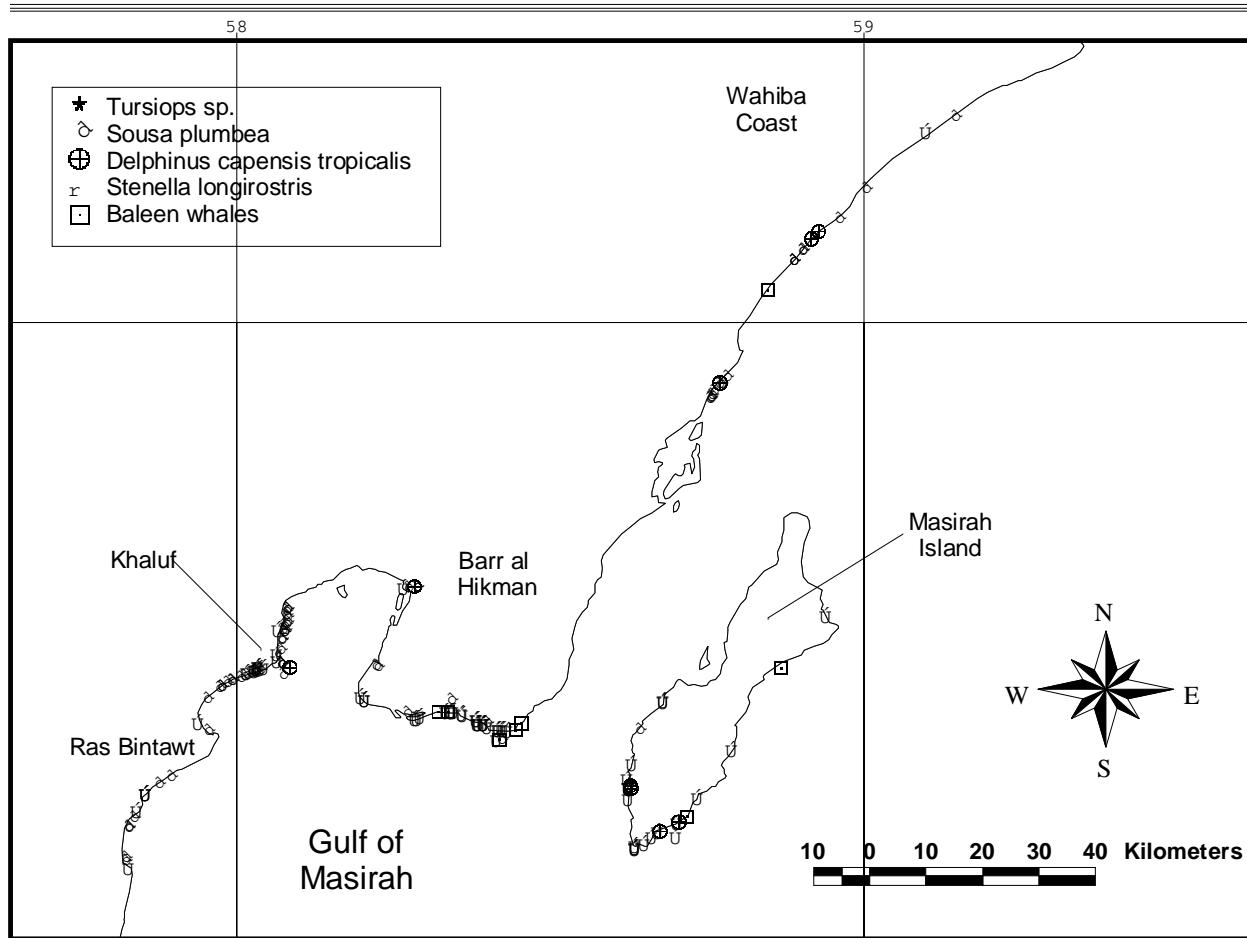 58
59
Tursiops sp.
Sousa plumbea
Delphinus capensis tropicalis
r Stenella longirostris
Baleen whales
Wahiba
Coast
Khaluf
Barr al
Hikman
Masirah
Island
Ras Bintawt
Gulf of
Masirah
N
W
E
S
10 0 10 20 30 40 Kilometers